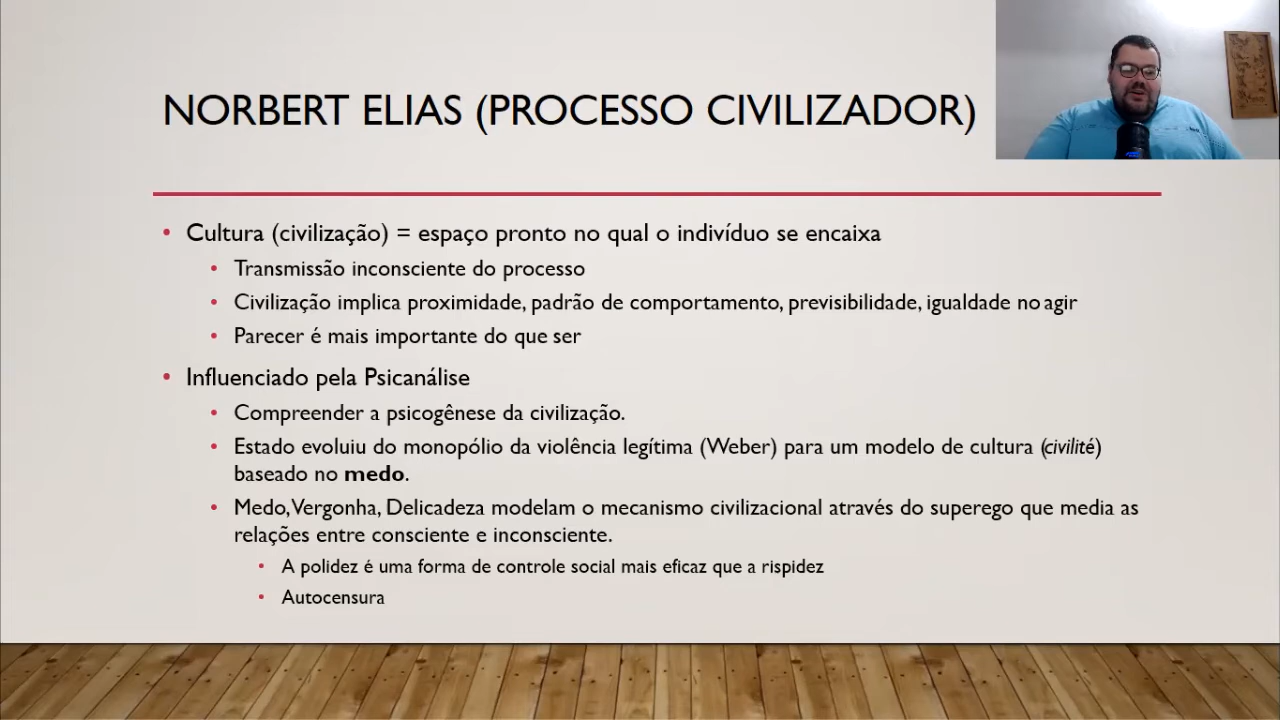 NORBERT ELIAS (PROCESSO CIVILIZADOR)
• Cultura (civilização) = espaço pronto no qual o indivíduo se encaixa
• Transmissão inconsciente do processo
• Civilização implica proximidade, padrão de comportamento, previsibilidade, igualdade no agir
• Parecer é mais importante do que ser
• Influenciado pela Psicanálise
• Compreender a psicogênese da civilização.
• Estado evoluiu do monopólio da violência legítima (Weber) para um modelo de cultura (civilité)
baseado no medo.
• Medo, Vergonha, Delicadeza modelam o mecanismo civilizacional através do superego que media as
relações entre consciente e inconsciente.
• A polidez é uma forma de controle social mais eficaz que a rispidez
• Autocensura